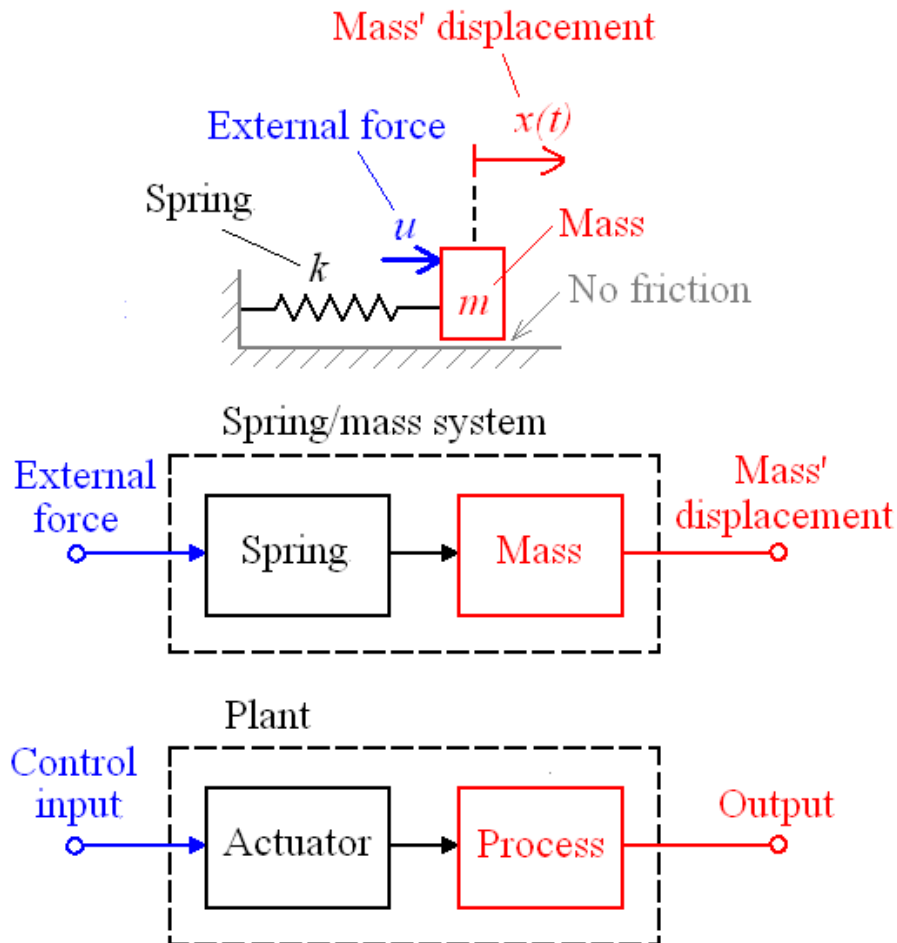 Mass' displacement
x(t)
External force
Spring
u
Mass
k
No friction
m
Spring/mass system
External
force
Mass'
displacement
Spring
Mass
Plant
Control
input
Output
Actuator
Process